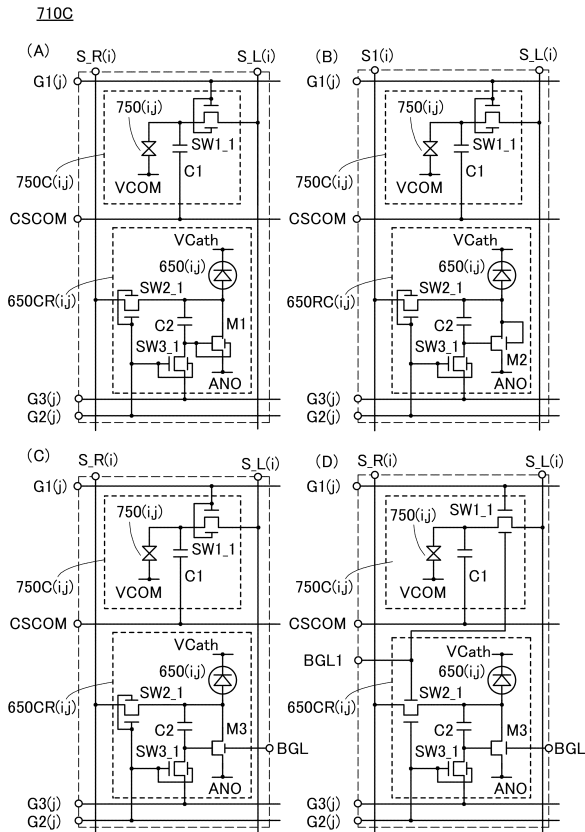 710C
(A)
S_R(i)
S_L(i)
G1(j)
750(i,j)
SW1_1
C1
VCOM
750C(i,j)
CSCOM
VCath
650(i,j)
650CR(i,j)
SW2_1
C2
M1
SW3_1
ANO
G3(j)
G2(j)
(B)
S1(i)
S_L(i)
G1(j)
750(i,j)
SW1_1
C1
VCOM
750C(i,j)
CSCOM
VCath
650(i,j)
650RC(i,j)
SW2_1
C2
SW3_1
M2
ANO
G3(j)
G2(j)
(C)
S_R(i)
S_L(i)
G1(j)
750(i,j)
SW1_1
C1
VCOM
750C(i,j)
CSCOM
VCath
650(i,j)
650CR(i,j)
SW2_1
C2
M3
SW3_1
BGL
ANO
G3(j)
G2(j)
(D)
S_R(i)
S_L(i)
G1(j)
SW1_1
750(i,j)
C1
VCOM
750C(i,j)
CSCOM
BGL1
VCath
650(i,j)
650CR(i,j)
SW2_1
C2
M3
SW3_1
BGL
ANO
G3(j)
G2(j)